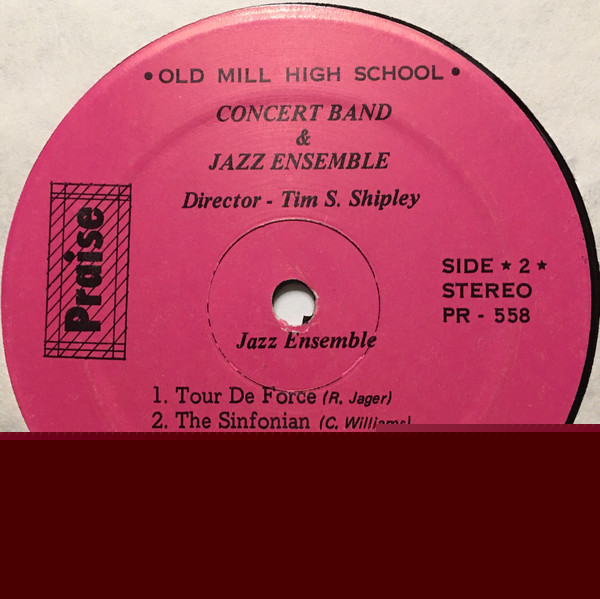 • OLD MILL HIGH SCHOOL •
CONCERT BAND
&
JAZZ ENSEMBLE
Director - Tim S. Shipley
Praise
SIDE ★ 2 ★
STEREO
PR - 558
Jazz Ensemble
1. Tour De Force (R. Jager)
2. The Sinfonian (C. Williams)